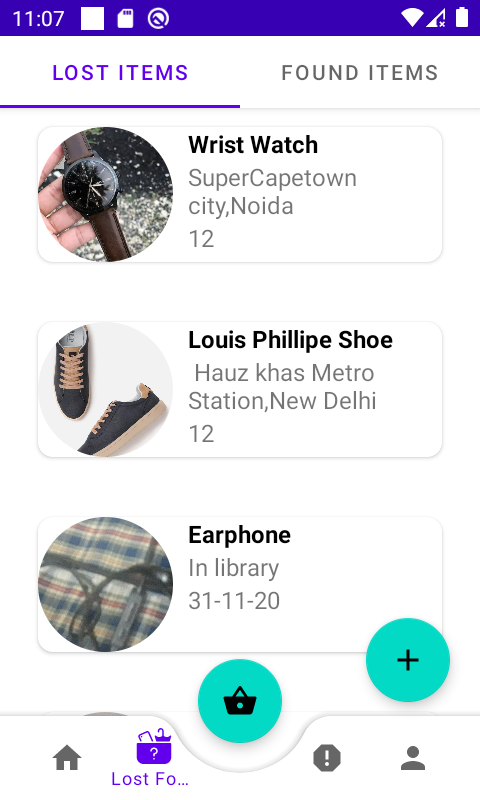 11:07
LOST ITEMS
FOUND ITEMS
Wrist Watch
SuperCapetown
city,Noida
12
Louis Phillipe Shoe
Hauz khas Metro
Station,New Delhi
12
Earphone
In library
31-11-20
Lost Fo…